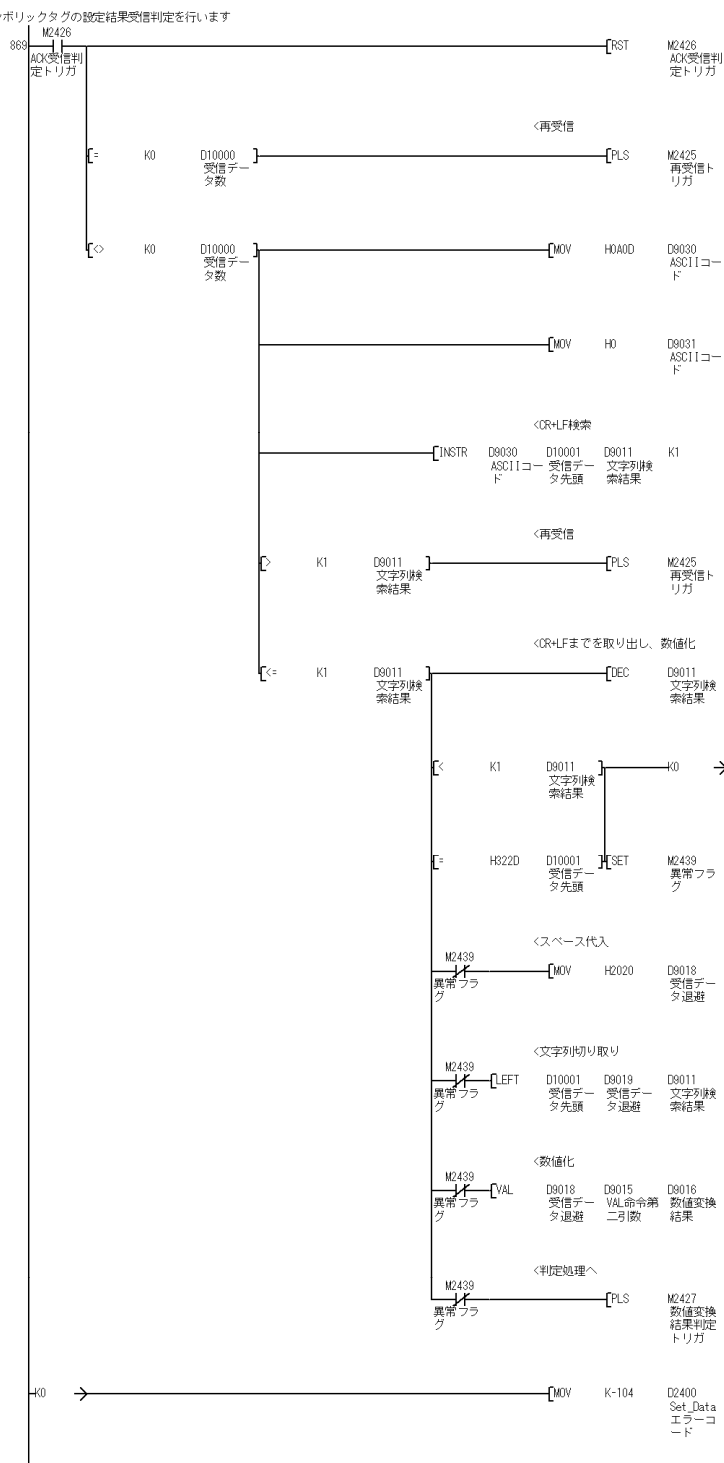 ボリックタグの設定結果受信判定を行います
M2426
869
ACK受信判
定トリガ
[RST M2426
ACK受信判
定トリガ
<再受信
[= K0 D10000 ]
受信デー
タ数
[PLS M2425
再受信ト
リガ
[<> K0 D10000 ]
受信デー
タ数
[MOV H0A0D D9030
ASCIIコー
ド
[MOV H0 D9031
ASCIIコー
ド
<CR+LF検索
[INSTR D9030 D10001 D9011 K1
ASCIIコー 受信デー 文字列検
ド タ先頭 索結果
<再受信
[> K1 D9011 ]
文字列検
索結果
[PLS M2425
再受信ト
リガ
<CR+LFまでを取り出し、数値化
[<= K1 D9011 ]
文字列検
索結果
[DEC D9011
文字列検
索結果
[< K1 D9011 ] K0
文字列検
索結果
[= H322D D10001 ]
受信デー
タ先頭
[SET M2439
異常フラ
グ
<スペース代入
M2439
異常フラ
グ
[MOV H2020 D9018
受信デー
タ退避
<文字列切り取り
M2439
異常フラ
グ
[LEFT D10001 D9019 D9011
受信デー 受信デー 文字列検
タ先頭 タ退避 索結果
<数値化
M2439
異常フラ
グ
[VAL D9018 D9015 D9016
受信デー VAL命令第 数値変換
タ退避 二引数 結果
<判定処理へ
M2439
異常フラ
グ
[PLS M2427
数値変換
結果判定
トリガ
K0 [MOV K-104 D2400
Set_Data
エラーコ
ード